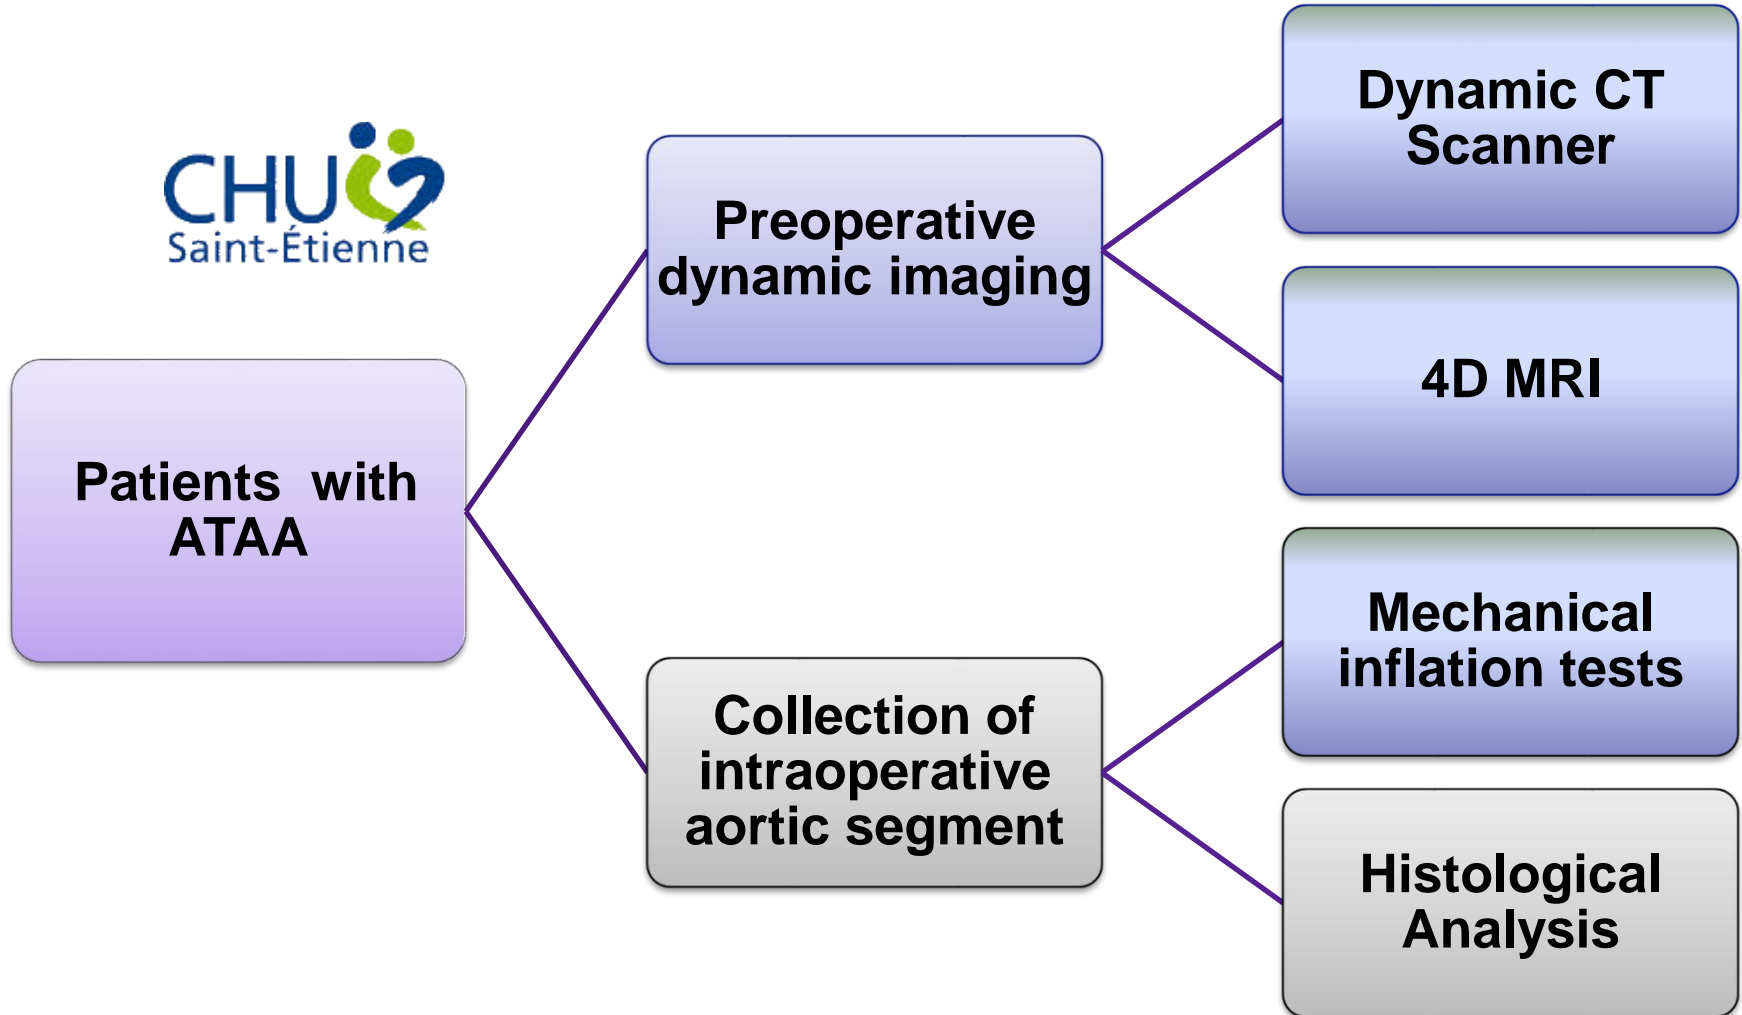 CHU
Saint-Étienne
Patients with
ATAA
Preoperative
dynamic imaging
Collection of
intraoperative
aortic segment
Dynamic CT
Scanner
4D MRI
Mechanical
inflation tests
Histological
Analysis